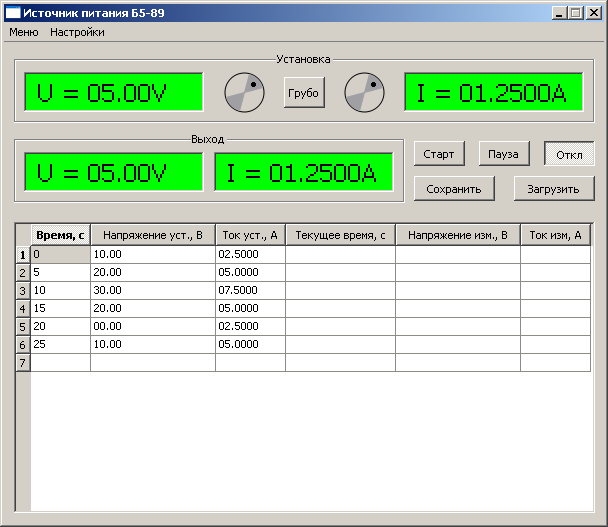 Источник питания Б5-89
Меню Настройки
Установка
U = 05.00V Грубо I = 01.2500A
Выход
U = 05.00V I = 01.2500A Старт Пауза Откл
Сохранить Загрузить
Время, с Напряжение уст., В Ток уст., А Текущее время, с Напряжение изм., В Ток изм, А
1 0 10.00 02.5000
2 5 20.00 05.0000
3 10 30.00 07.5000
4 15 20.00 05.0000
5 20 00.00 02.5000
6 25 10.00 05.0000
7